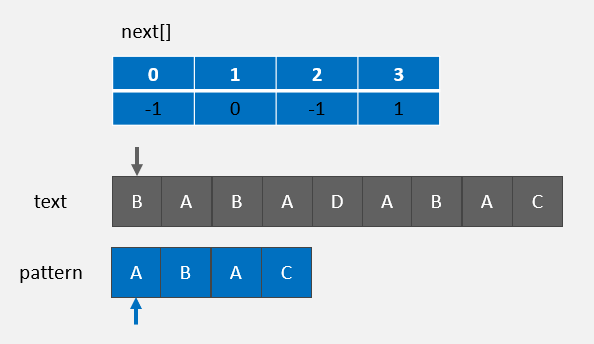 next[]
0 1 2 3
-1 0 -1 1
text B A B A D A B A C
pattern A B A C